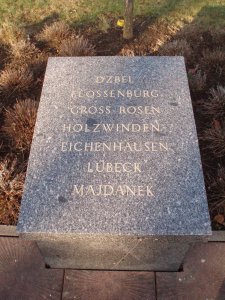 DZBEL
FLOSSENBURG
GROSS ROSEN
HOLZWINDEN
EICHENHAUSEN
LÜBECK
MAJDANEK